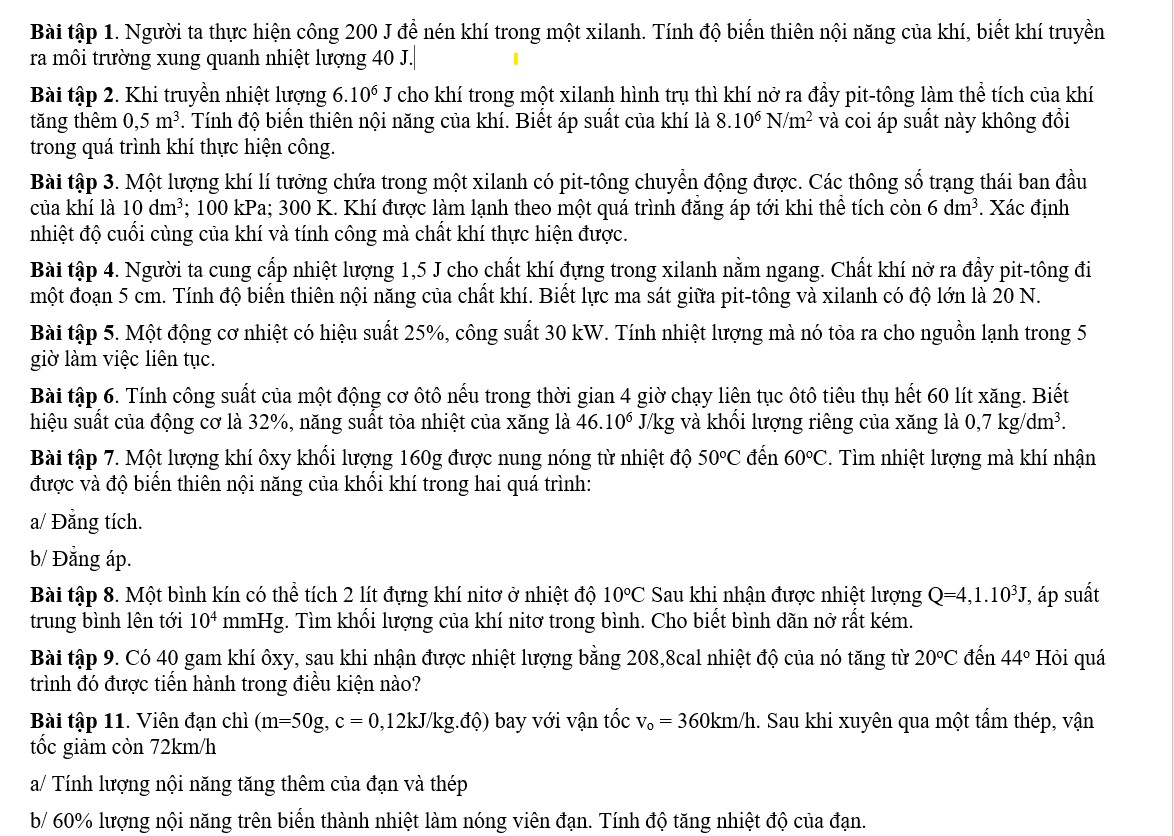 Bài tập 1. Người ta thực hiện công 200 J để nén khí trong một xilanh. Tính độ biến thiên nội năng của khí, biết khí truyền
ra môi trường xung quanh nhiệt lượng 40 J.
Bài tập 2. Khi truyền nhiệt lượng 6.10⁶ J cho khí trong một xilanh hình trụ thì khí nở ra đẩy pit-tông làm thể tích của khí
tăng thêm 0,5 m³. Tính độ biến thiên nội năng của khí. Biết áp suất của khí là 8.10⁶ N/m² và coi áp suất này không đổi
trong quá trình khí thực hiện công.
Bài tập 3. Một lượng khí lí tưởng chứa trong một xilanh có pit-tông chuyển động được. Các thông số trạng thái ban đầu
của khí là 10 dm³; 100 kPa; 300 K. Khí được làm lạnh theo một quá trình đẳng áp tới khi thể tích còn 6 dm³. Xác định
nhiệt độ cuối cùng của khí và tính công mà chất khí thực hiện được.
Bài tập 4. Người ta cung cấp nhiệt lượng 1,5 J cho chất khí đựng trong xilanh nằm ngang. Chất khí nở ra đẩy pit-tông đi
một đoạn 5 cm. Tính độ biến thiên nội năng của chất khí. Biết lực ma sát giữa pit-tông và xilanh có độ lớn là 20 N.
Bài tập 5. Một động cơ nhiệt có hiệu suất 25%, công suất 30 kW. Tính nhiệt lượng mà nó tỏa ra cho nguồn lạnh trong 5
giờ làm việc liên tục.
Bài tập 6. Tính công suất của một động cơ ôtô nếu trong thời gian 4 giờ chạy liên tục ôtô tiêu thụ hết 60 lít xăng. Biết
hiệu suất của động cơ là 32%, năng suất tỏa nhiệt của xăng là 46.10⁶ J/kg và khối lượng riêng của xăng là 0,7 kg/dm³.
Bài tập 7. Một lượng khí ôxy khối lượng 160g được nung nóng từ nhiệt độ 50ºC đến 60ºC. Tìm nhiệt lượng mà khí nhận
được và độ biến thiên nội năng của khối khí trong hai quá trình:
a/ Đẳng tích.
b/ Đẳng áp.
Bài tập 8. Một bình kín có thể tích 2 lít đựng khí nitơ ở nhiệt độ 10ºC Sau khi nhận được nhiệt lượng Q=4,1.10³J, áp suất
trung bình lên tới 10⁴ mmHg. Tìm khối lượng của khí nitơ trong bình. Cho biết bình dãn nở rất kém.
Bài tập 9. Có 40 gam khí ôxy, sau khi nhận được nhiệt lượng bằng 208,8cal nhiệt độ của nó tăng từ 20ºC đến 44º Hỏi quá
trình đó được tiến hành trong điều kiện nào?
Bài tập 11. Viên đạn chì (m=50g, c = 0,12kJ/kg.độ) bay với vận tốc vₒ = 360km/h. Sau khi xuyên qua một tấm thép, vận
tốc giảm còn 72km/h
a/ Tính lượng nội năng tăng thêm của đạn và thép
b/ 60% lượng nội năng trên biến thành nhiệt làm nóng viên đạn. Tính độ tăng nhiệt độ của đạn.